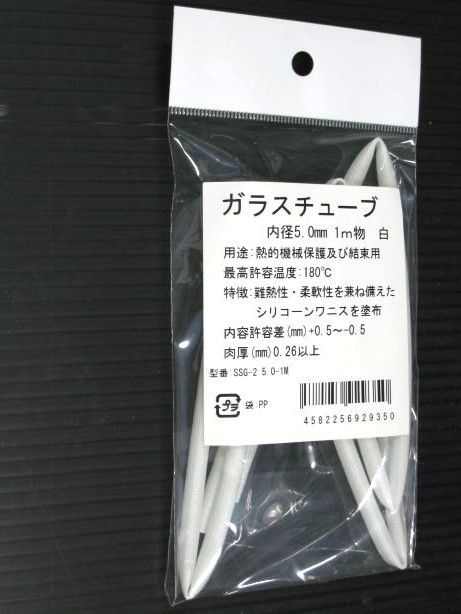 ガラスチューブ
内径5.0mm 1m物 白
用途:熱的機械保護及び結束用
最高許容温度:180℃
特徴:難熱性・柔軟性を兼ね備えた
シリコーンワニスを塗布
内容許容差(mm)+0.5～-0.5
肉厚(mm)0.26以上
型番:SSG-2 5.0-1M
プラ 袋:PP
4582256929350